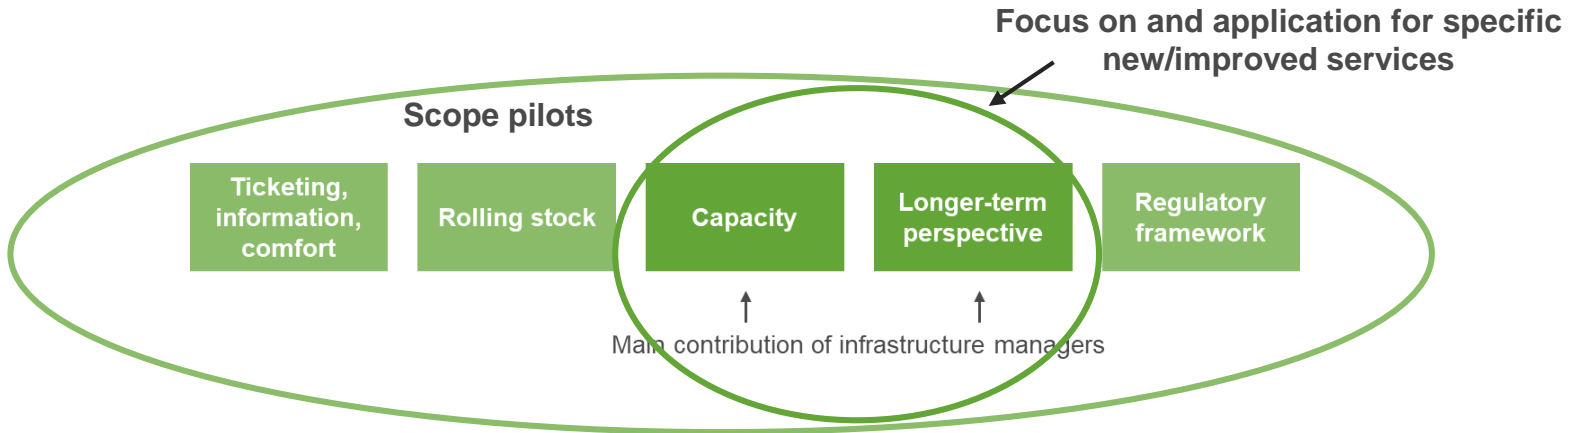 Focus on and application for specific
new/improved services
Scope pilots
Ticketing,
information,
comfort
Rolling stock
Capacity
Longer-term
perspective
Regulatory
framework
Main contribution of infrastructure managers